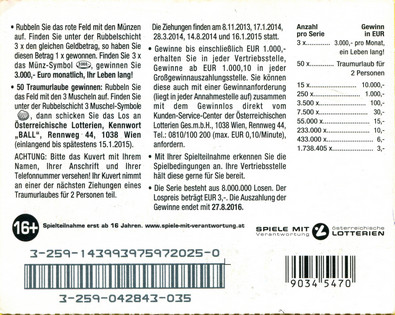 • Rubbeln Sie das rote Feld mit den Münzen
auf. Finden Sie unter der Rubbelschicht
3 x den gleichen Geldbetrag, so haben Sie
diesen Betrag 1 x gewonnen. Finden Sie 3 x
das Münz-Symbol, gewinnen Sie
3.000,- Euro monatlich, Ihr Leben lang!
• 50 Traumurlaube gewinnen: Rubbeln Sie
das Feld mit den 3 Muscheln auf. Finden Sie
unter der Rubbelschicht 3 Muschel-Symbole
, dann schicken Sie das Los an
Österreichische Lotterien, Kennwort
„BALL", Rennweg 44, 1038 Wien
(einlangend bis spätestens 15.1.2015).
ACHTUNG: Bitte das Kuvert mit Ihrem
Namen, Ihrer Anschrift und Ihrer
Telefonnummer versehen! Ihr Kuvert nimmt
an einer der nächsten Ziehungen eines
Traumurlaubes für 2 Personen teil.
Die Ziehungen finden am 8.11.2013, 17.1.2014,
28.3.2014, 14.8.2014 und 16.1.2015 statt.
• Gewinne bis einschließlich EUR 1.000,-
erhalten Sie in jeder Vertriebsstelle,
Gewinne ab EUR 1.000,10 in jeder
Großgewinnauszahlungsstelle. Sie können
diese auch mit einer Gewinnanforderung
(liegt in jeder Annahmestelle auf) zusammen
mit dem Gewinnlos direkt vom
Kunden-Service-Center der Österreichischen
Lotterien Ges.m.b.H., 1038 Wien, Rennweg 44,
Tel.: 0810/100 200 (max. EUR 0,10/Minute),
anfordern.
• Mit Ihrer Spielteilnahme erkennen Sie die
Spielbedingungen an. Ihre Vertriebsstelle
hält diese gerne für Sie bereit.
• Die Serie besteht aus 8.000.000 Losen. Der
Lospreis beträgt EUR 3,-. Die Auszahlung der
Gewinne endet mit 27.8.2016.
Anzahl Gewinn
pro Serie in EUR
3 x 3.000,- pro Monat,
ein Leben lang!
50 x Traumurlaub für
2 Personen
15 x 10.000,-
250 x 1.000,-
3.500 x 100,-
7.500 x 30,-
55.000 x 15,-
233.000 x 10,-
433.000 x 6,-
1.738.405 x 3,-
16+ Spielteilnahme erst ab 16 Jahren. www.spiele-mit-verantwortung.at
SPIELE MIT österreichische
Verantwortung LOTTERIEN
3-259-143993975972025-0
3-259-042843-035
9034 5470